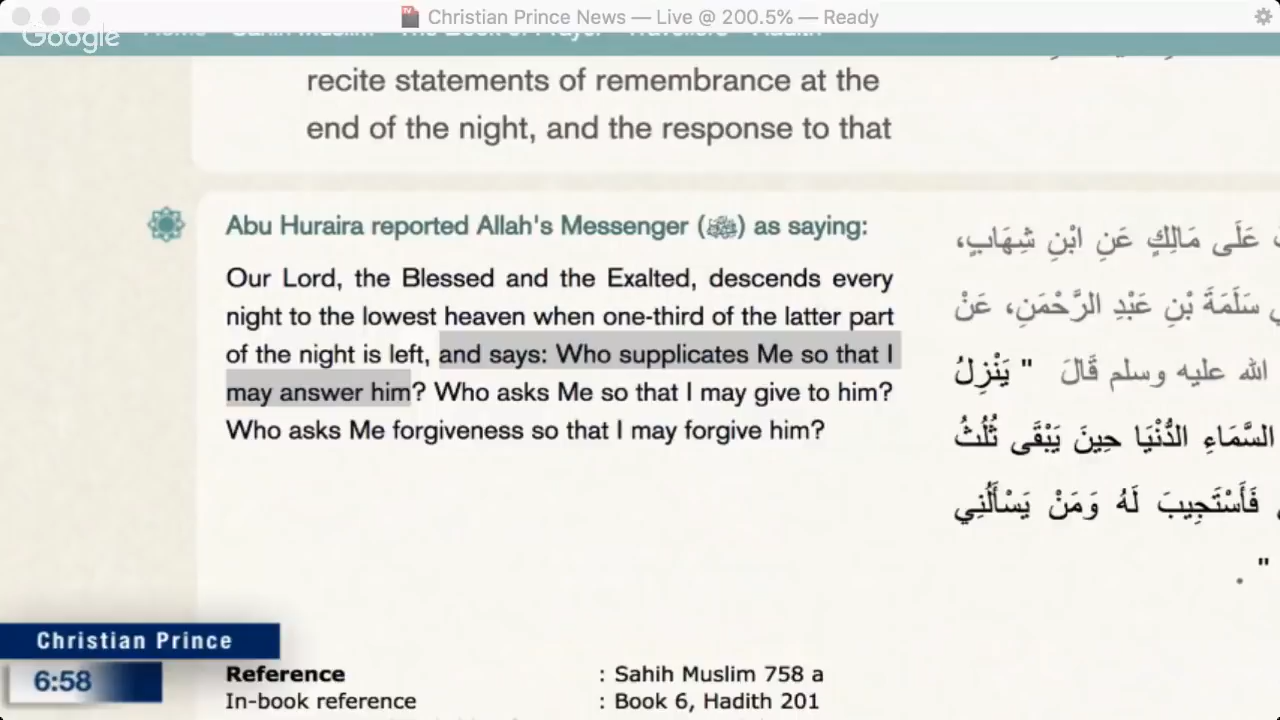 Christian Prince News — Live @ 200.5% — Ready
Google
recite statements of remembrance at the
end of the night, and the response to that
Abu Huraira reported Allah's Messenger (ﷺ) as saying:
Our Lord, the Blessed and the Exalted, descends every
night to the lowest heaven when one-third of the latter part
of the night is left, and says: Who supplicates Me so that I
may answer him? Who asks Me so that I may give to him?
Who asks Me forgiveness so that I may forgive him?
عَلَى مَالِكٍ عَنِ ابْنِ شِهَابٍ،
سَلَمَةَ بْنِ عَبْدِ الرَّحْمَنِ، عَنْ
الله عليه وسلم قَالَ ‏"‏ يَنْزِلُ
السَّمَاءِ الدُّنْيَا حِينَ يَبْقَى ثُلُثُ
فَأَسْتَجِيبَ لَهُ وَمَنْ يَسْأَلُنِي
" .
Christian Prince
6:58
Reference : Sahih Muslim 758 a
In-book reference : Book 6, Hadith 201